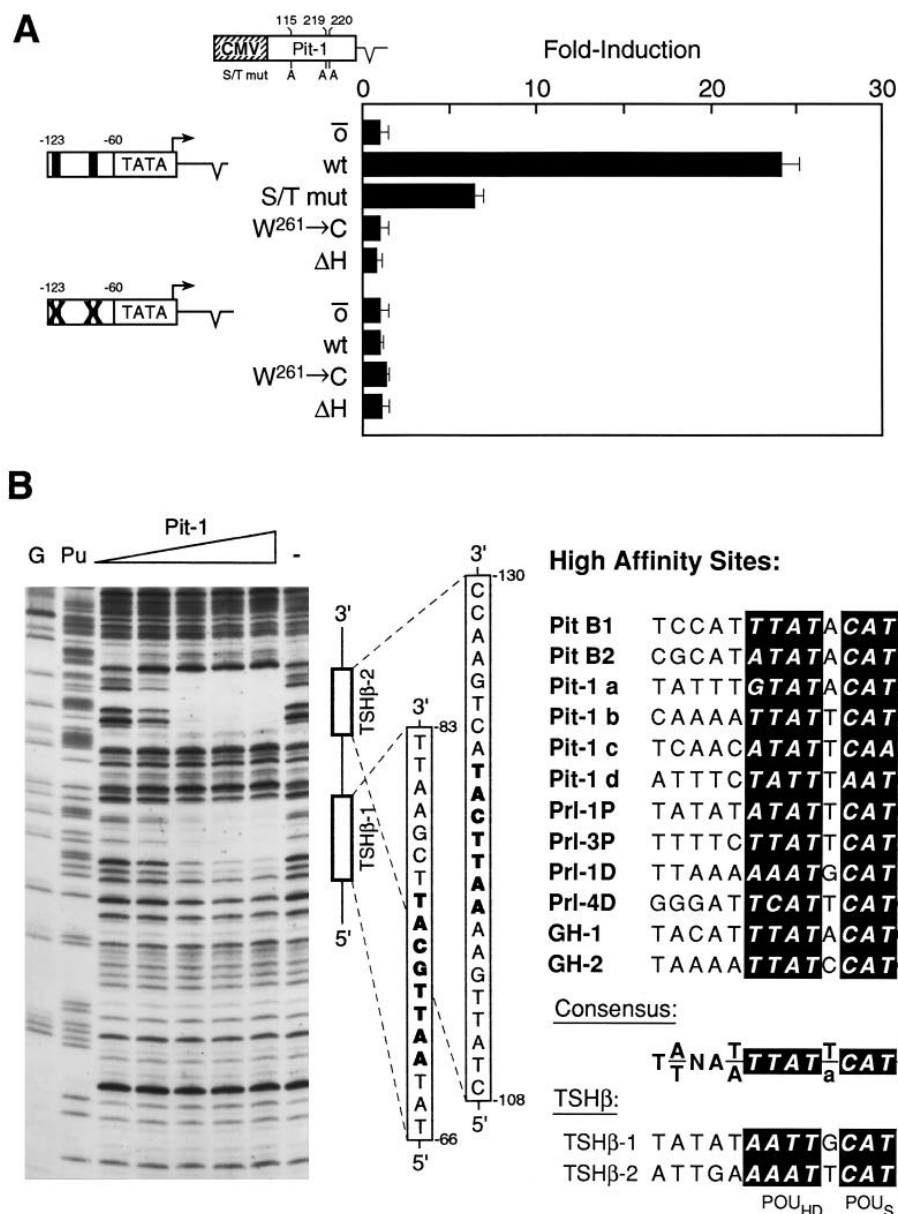 A
115 219 220
CMV Pit-1
S/T mut A A A
Fold-Induction
0 10 20 30
-123 -60
TATA
o̅
wt
S/T mut
W²⁶¹→C
ΔH
-123 -60
TATA
o̅
wt
W²⁶¹→C
ΔH
B
G Pu Pit-1 -
3'
TSHβ-2
TSHβ-1
5'
3'
-83
TTAAGCTTACGTTAATAT
-66
5'
3'
-130
CCAAGTCATACTTAAAAGTTATC
-108
5'
High Affinity Sites:
Pit B1 TCCAT TTAT A CAT
Pit B2 CGCAT ATAT A CAT
Pit-1 a TATTT GTAT A CAT
Pit-1 b CAAAA TTAT T CAT
Pit-1 c TCAAC ATAT T CAA
Pit-1 d ATTTC TATT T AAT
Prl-1P TATAT ATAT T CAT
Prl-3P TTTTC TTAT T CAT
Prl-1D TTAAA AAAT G CAT
Prl-4D GGGAT TCAT T CAT
GH-1 TACAT TTAT A CAT
GH-2 TAAAA TTAT C CAT
Consensus:
T A/T N A T/A TTAT T/a CAT
TSHβ:
TSHβ-1 TATAT AATT G CAT
TSHβ-2 ATTGA AAAT T CAT
POU_HD POU_S